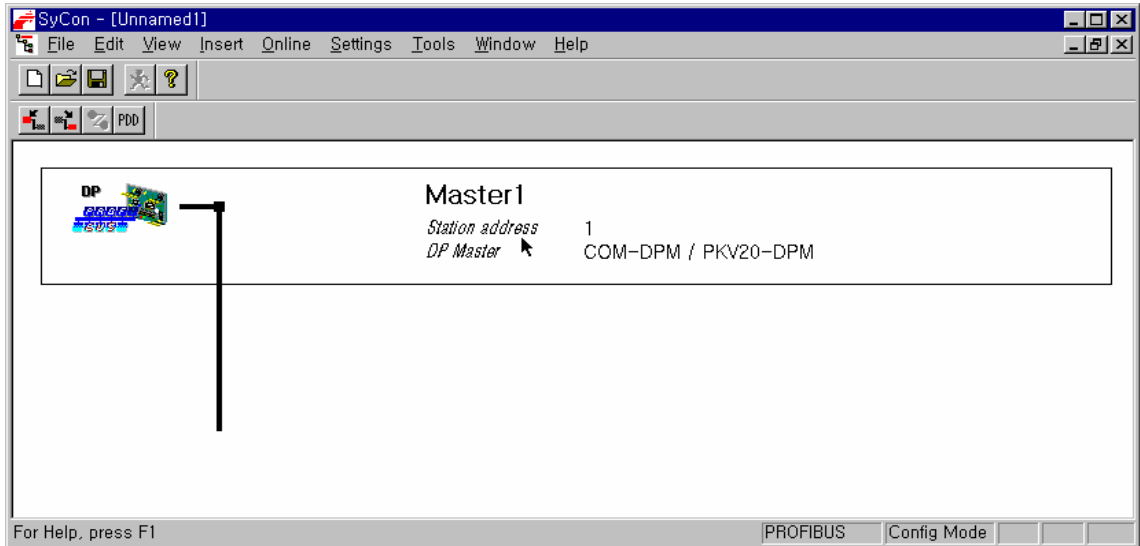 SyCon - [Unnamed1]
File Edit View Insert Online Settings Tools Window Help
PDD
DP
Master1
Station address 1
DP Master COM-DPM / PKV20-DPM
For Help, press F1 PROFIBUS Config Mode